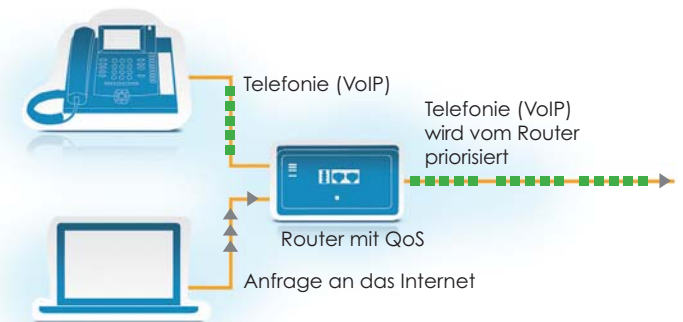 Telefonie (VoIP)
Telefonie (VoIP)
wird vom Router
priorisiert
Router mit QoS
Anfrage an das Internet